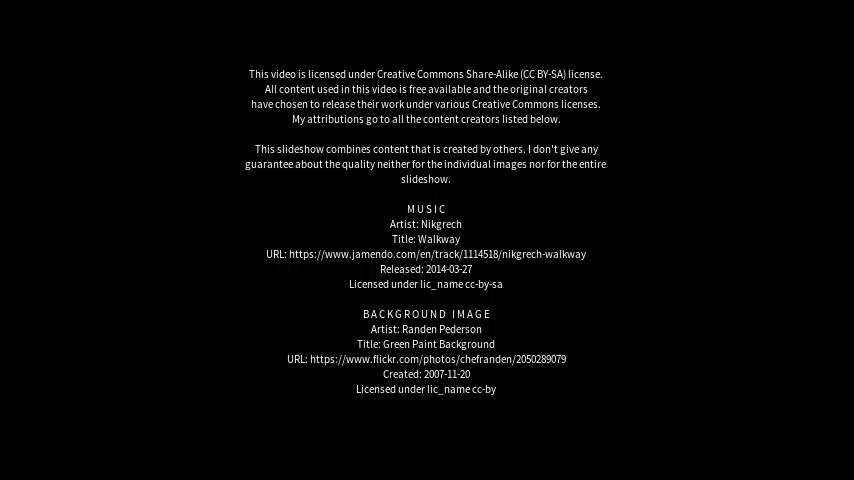 This video is licensed under Creative Commons Share-Alike (CC BY-SA) license.
All content used in this video is free available and the original creators
have chosen to release their work under various Creative Commons licenses.
My attributions go to all the content creators listed below.
This slideshow combines content that is created by others. I don't give any
guarantee about the quality neither for the individual images nor for the entire
slideshow.
MUSIC
Artist: Nikgrech
Title: Walkway
URL: https://www.jamendo.com/en/track/1114518/nikgrech-walkway
Released: 2014-03-27
Licensed under lic_name cc-by-sa
BACKGROUND IMAGE
Artist: Randen Pederson
Title: Green Paint Background
URL: https://www.flickr.com/photos/chefranden/2050289079
Created: 2007-11-20
Licensed under lic_name cc-by